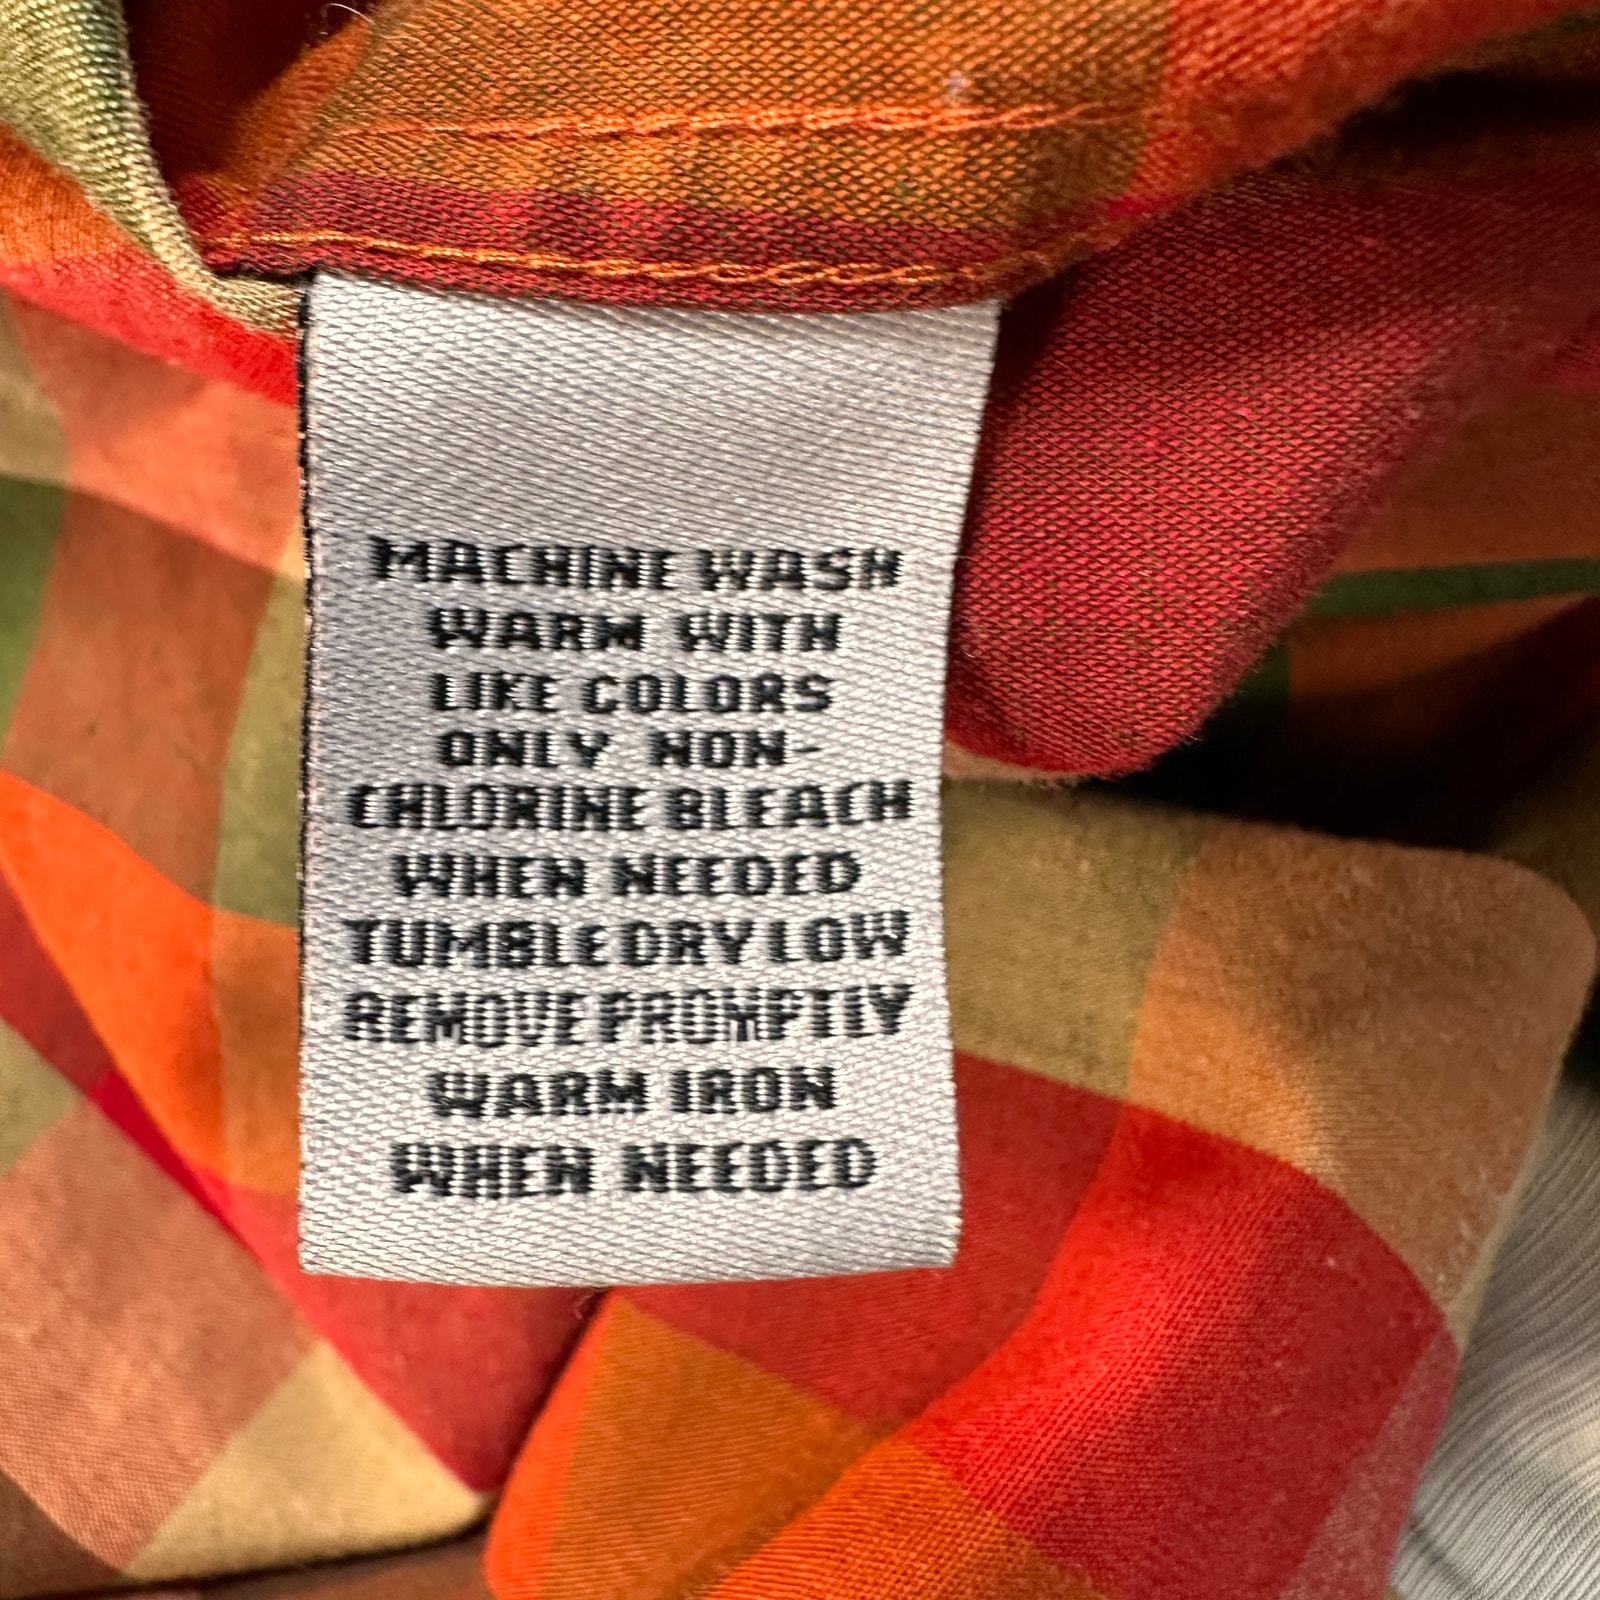 MACHINE WASH
WARM WITH
LIKE COLORS
ONLY NON-
CHLORINE BLEACH
WHEN NEEDED
TUMBLE DRY LOW
REMOVE PROMPTLY
WARM IRON
WHEN NEEDED